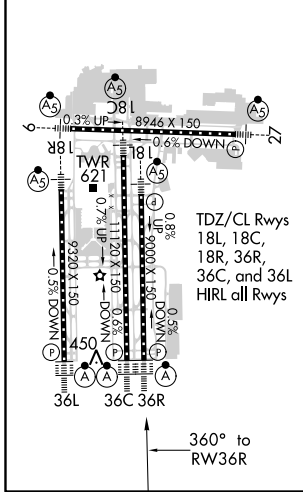 A5
A5
A5
18C
0.3% UP
8946 X 150
9
27
18R
18L
0.6% DOWN
P
A5
A5
TWR
621
P
0.7% UP
0.8%
9320 X 150
11120 X 150
9000 X 150
TDZ/CL Rwys
18L, 18C,
18R, 36R,
36C, and 36L
HIRL all Rwys
0.5% DOWN
0.6% DOWN
0.5% DOWN
450
P
P
P
A
A
A
36L
36C
36R
360° to
RW36R